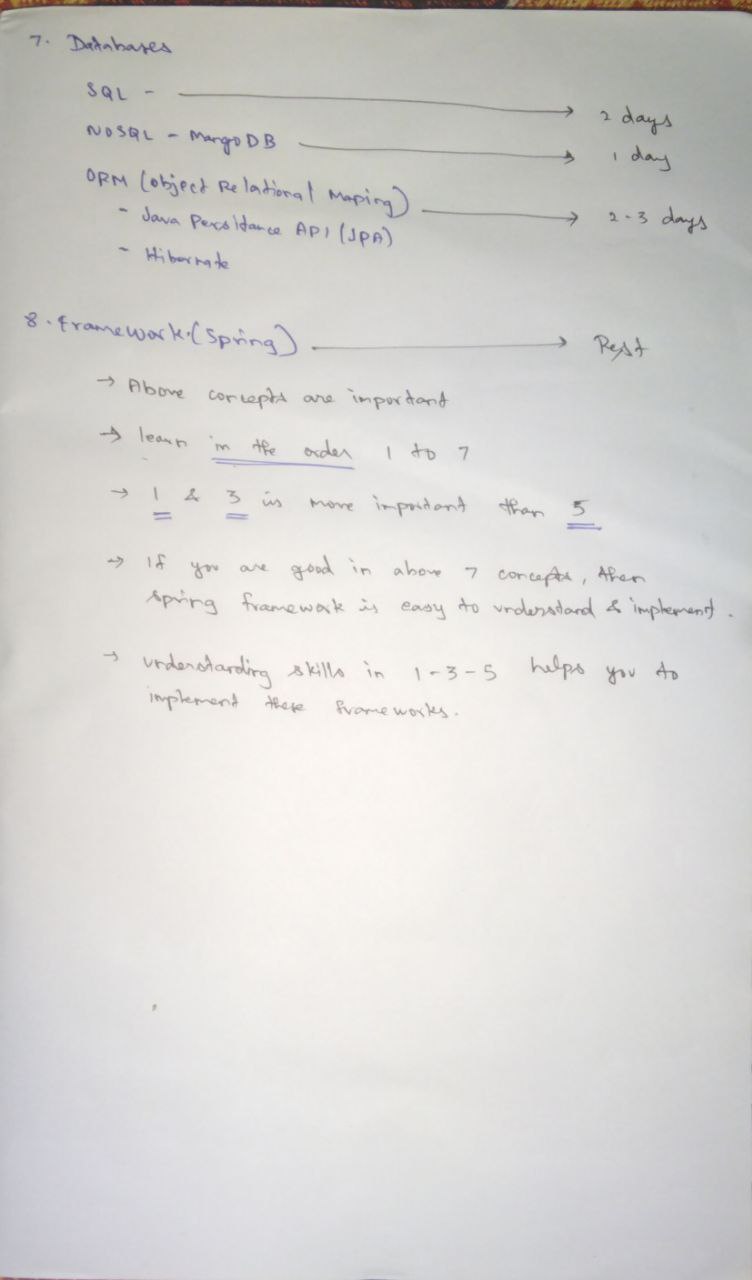 7. Databases
SQL - → 2 days
NOSQL - MangoDB → 1 day
ORM (object Relational Maping) → 2-3 days
- Java Persistance API (JPA)
- Hibernate
8. Framework. (Spring) → Rest
→ Above concepts are important
→ learn in the order 1 to 7
→ 1 & 3 is more important than 5
→ If you are good in above 7 concepts, then
spring framework is easy to understand & implement.
→ understanding skills in 1-3-5 helps you to
implement these frameworks.